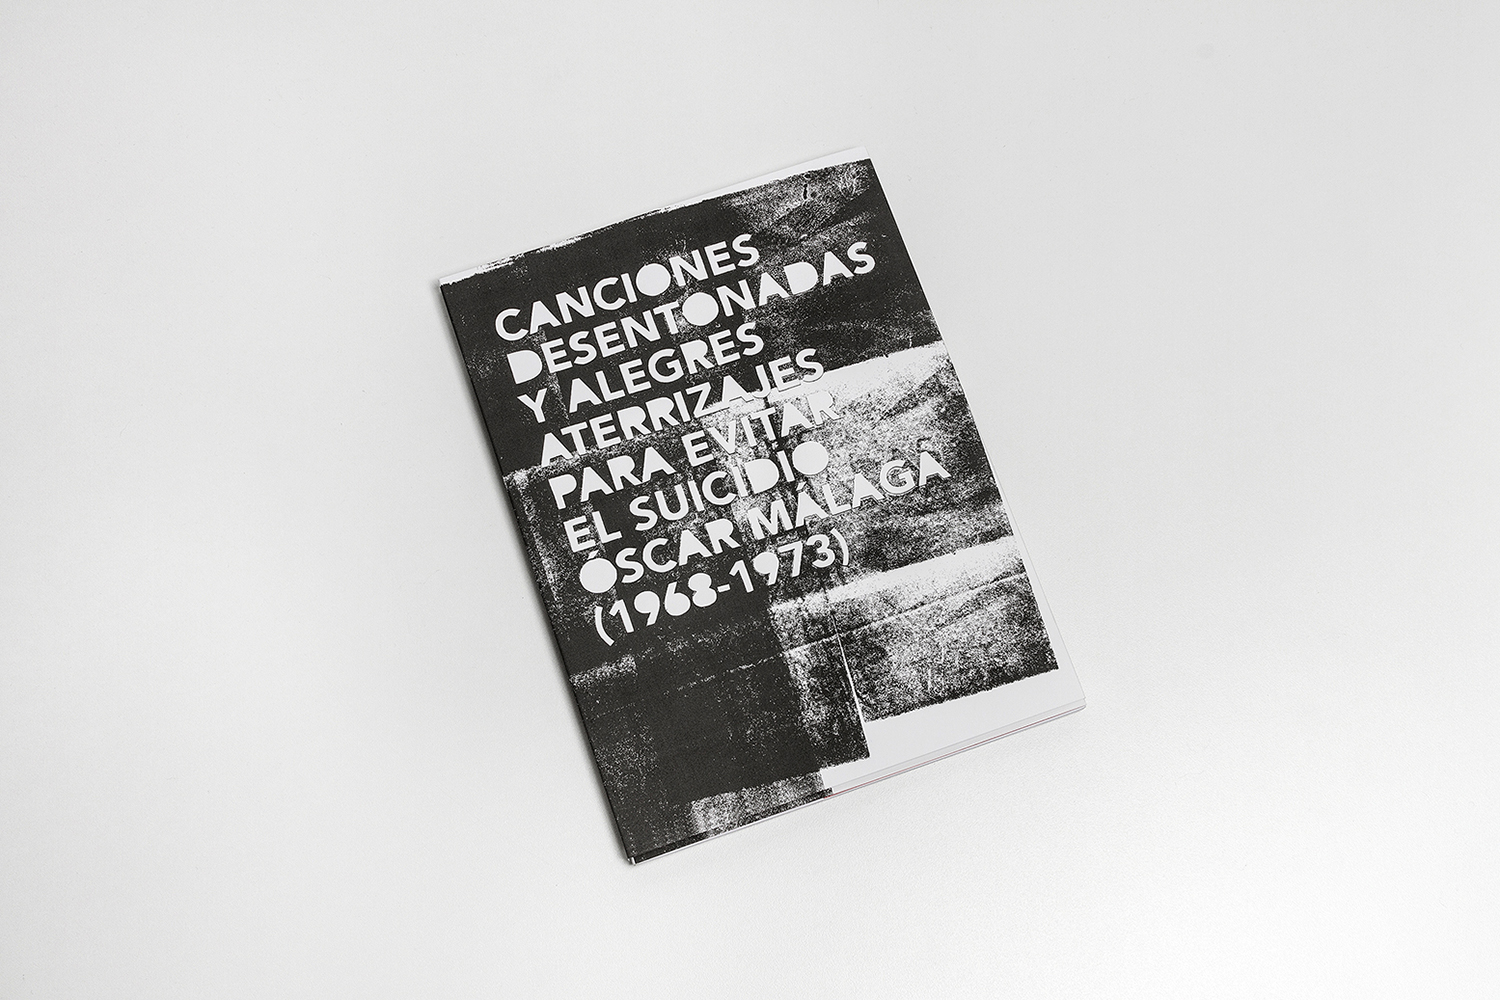 CANCIONES
DESENTONADAS
Y ALEGRES
ATERRIZAJES
PARA EVITAR
EL SUICIDIO
ÓSCAR MÁLAGA
(1968-1973)